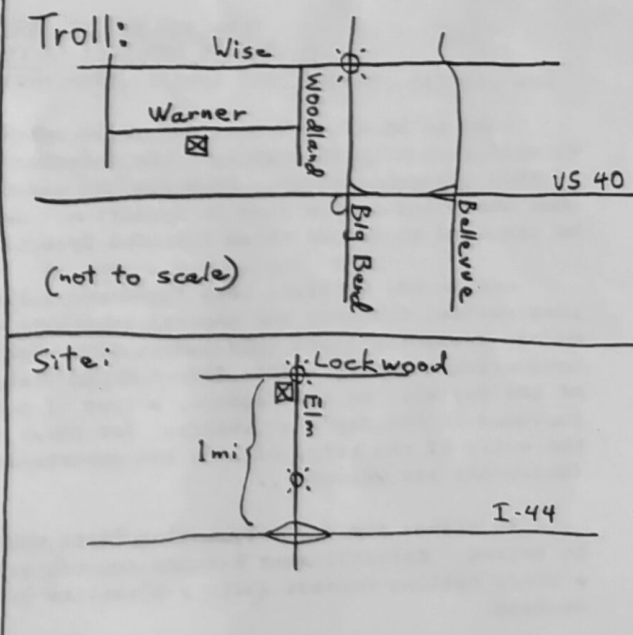 Troll:
Wise
Warner
Woodland
US 40
Big Bend
Bellevue
(not to scale)
Site:
Lockwood
Elm
1mi
I-44